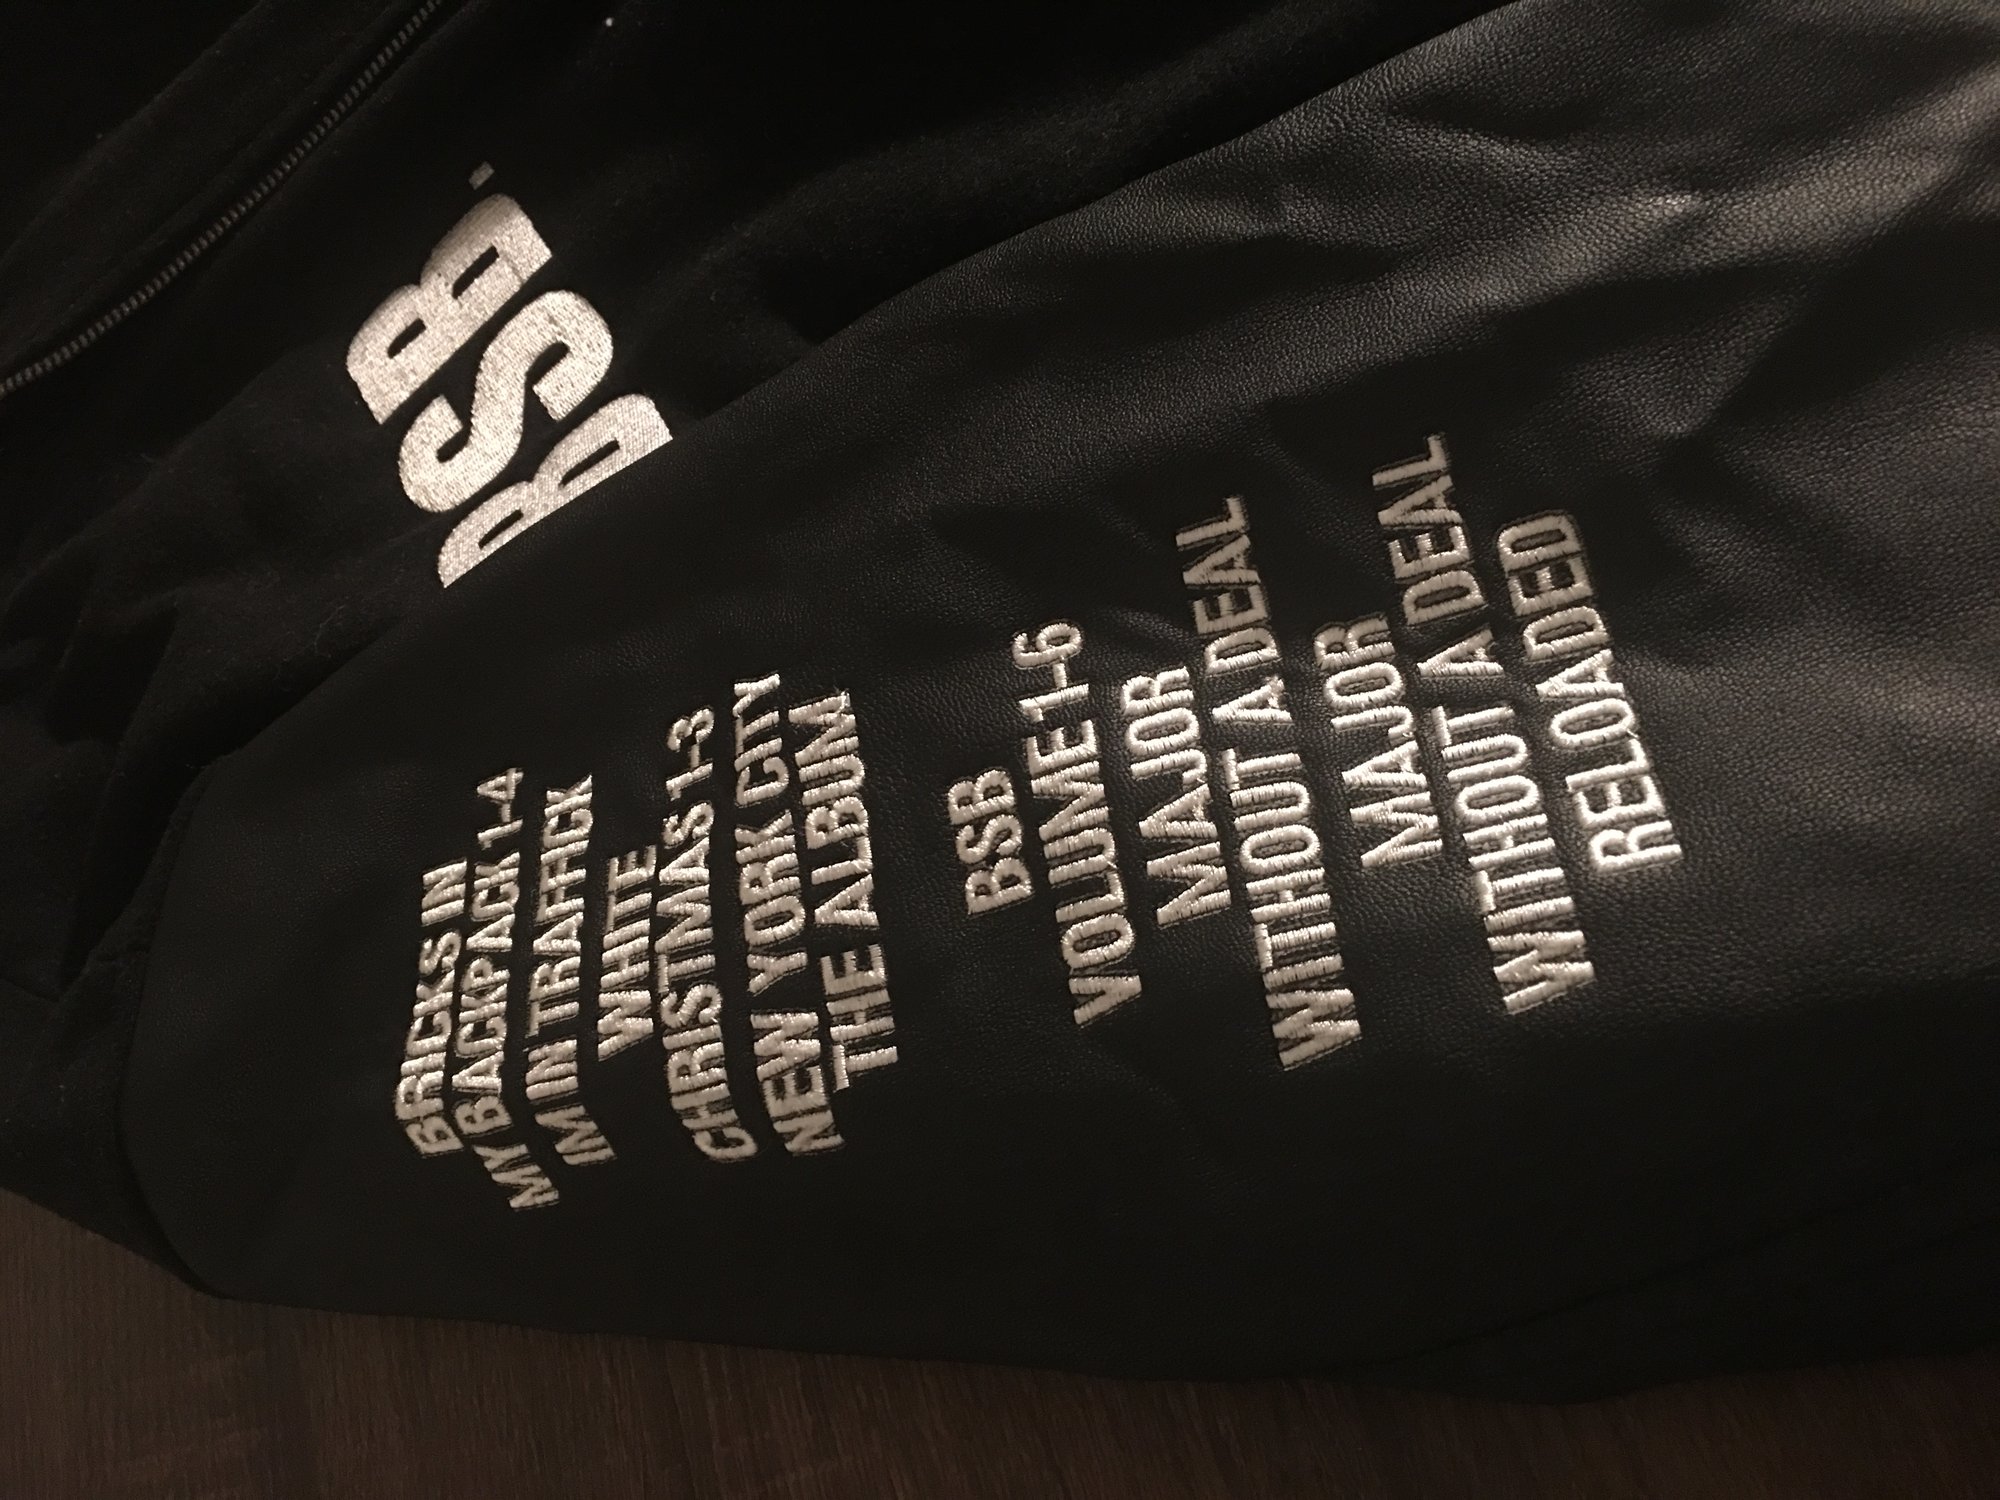 BSB.
BRICKS IN
MY BACKPACK 1-4
IM IN TRAFFICK
WHITE
CHRISTMAS 1-3
NEW YORK CITY
THE ALBUM
BSB
VOLUME 1-6
MAJOR
WITHOUT A DEAL
MAJOR
WITHOUT A DEAL
RELOADED